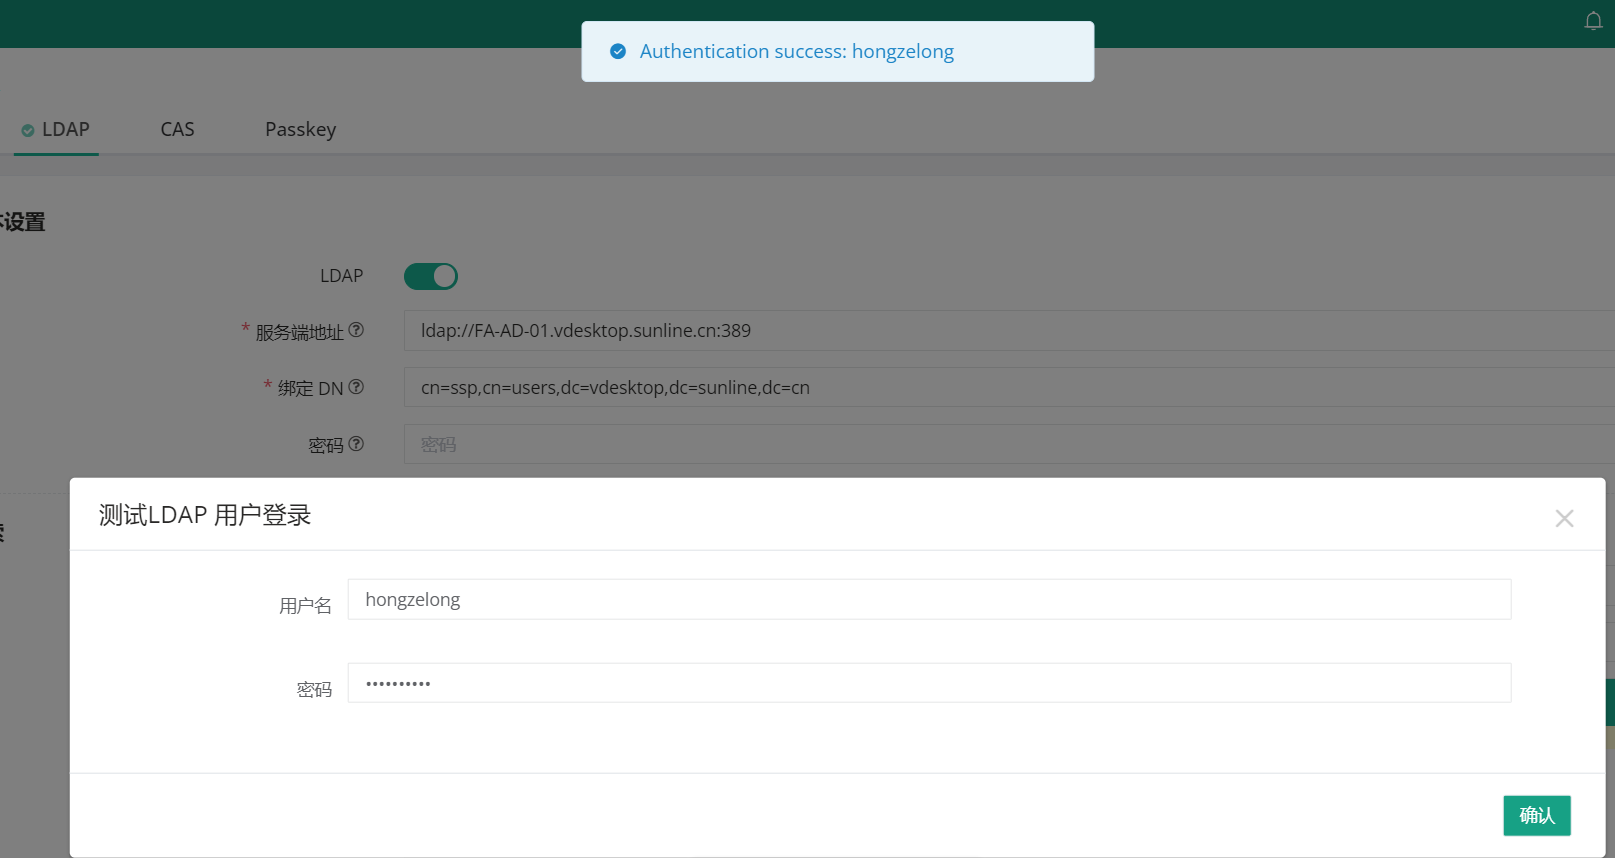 Authentication success: hongzelong
LDAP CAS Passkey
设置
LDAP
* 服务端地址 ldap://FA-AD-01.vdesktop.sunline.cn:389
* 绑定 DN cn=ssp,cn=users,dc=vdesktop,dc=sunline,dc=cn
密码 密码
测试LDAP 用户登录
用户名 hongzelong
密码 ••••••••••
确认